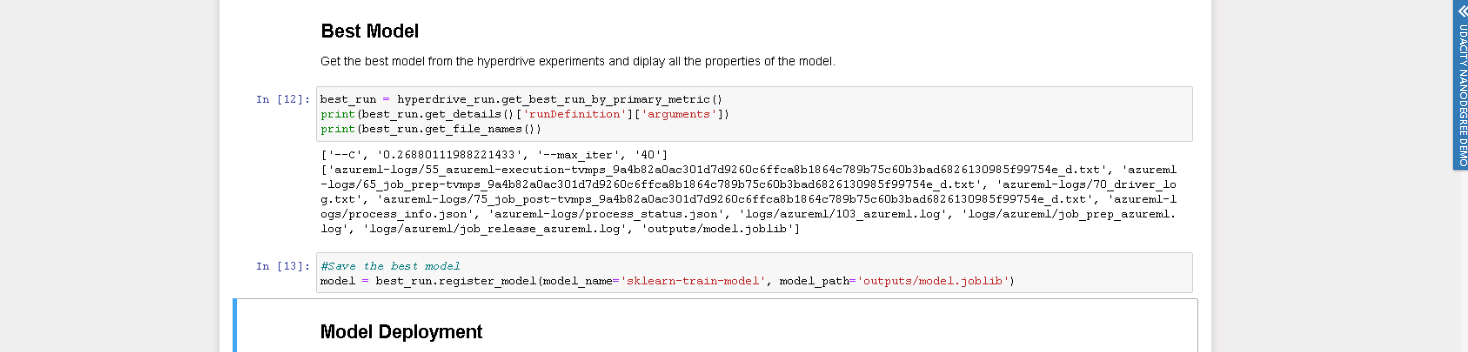 Best Model
Get the best model from the hyperdrive experiments and diplay all the properties of the model.
In [12]:
best_run = hyperdrive_run.get_best_run_by_primary_metric()
print(best_run.get_details()['runDefinition']['arguments'])
print(best_run.get_file_names())
['--C', '0.26880111988221433', '--max_iter', '40']
['azureml-logs/55_azureml-execution-tvmps_9a4b82a0ac301d7d9260c6ffca8b1864c789b75c60b3bad6826130985f99754e_d.txt', 'azureml
-logs/65_job_prep-tvmps_9a4b82a0ac301d7d9260c6ffca8b1864c789b75c60b3bad6826130985f99754e_d.txt', 'azureml-logs/70_driver_lo
g.txt', 'azureml-logs/75_job_post-tvmps_9a4b82a0ac301d7d9260c6ffca8b1864c789b75c60b3bad6826130985f99754e_d.txt', 'azureml-l
ogs/process_info.json', 'azureml-logs/process_status.json', 'logs/azureml/103_azureml.log', 'logs/azureml/job_prep_azureml.
log', 'logs/azureml/job_release_azureml.log', 'outputs/model.joblib']
In [13]:
#Save the best model
model = best_run.register_model(model_name='sklearn-train-model', model_path='outputs/model.joblib')
Model Deployment
UDACITY NANODEGREE DEMO